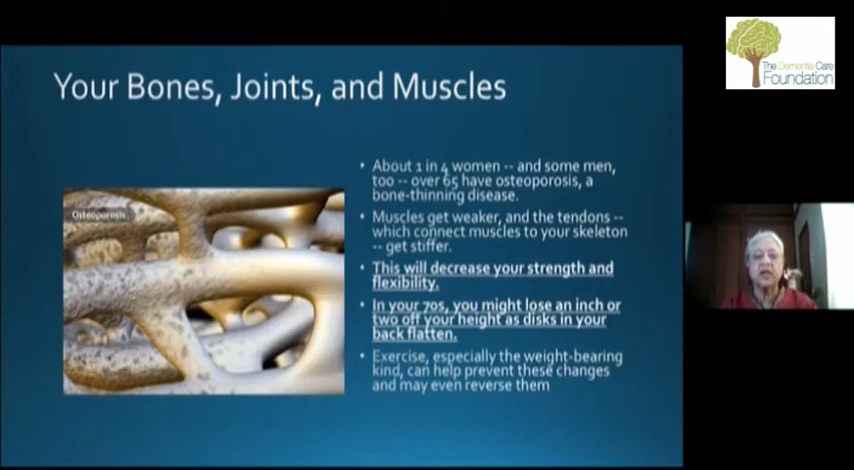 The Dementia Care
Foundation
Your Bones, Joints, and Muscles
Osteoporosis
• About 1 in 4 women -- and some men,
too -- over 65 have osteoporosis, a
bone-thinning disease.
• Muscles get weaker, and the tendons --
which connect muscles to your skeleton
-- get stiffer.
• This will decrease your strength and
flexibility.
• In your 70s, you might lose an inch or
two off your height as disks in your
back flatten.
• Exercise, especially the weight-bearing
kind, can help prevent these changes
and may even reverse them